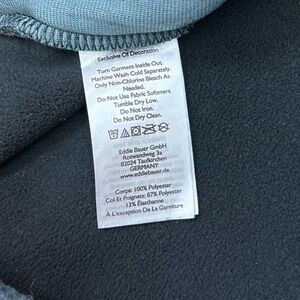 Exclusive Of Decoration
Turn Garment Inside Out.
Machine Wash Cold Separately.
Only Non-Chlorine Bleach As
Needed.
Do Not Use Fabric Softeners.
Tumble Dry Low.
Do Not Iron.
Do Not Dry Clean.
Eddie Bauer GmbH
Rotwandweg 3a
82024 Taufkirchen
GERMANY
www.eddiebauer.de
Corps: 100% Polyester
Col Et Poignets: 87% Polyester
13% Élasthanne
À L'exception De La Garniture